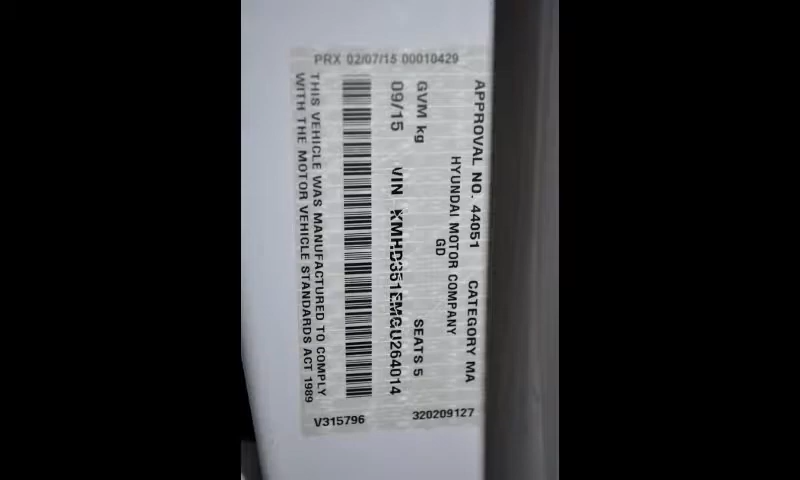 APPROVAL NO. 44051 CATEGORY MA
HYUNDAI MOTOR COMPANY
GD
GVM kg SEATS 5
09/15 VIN KMHD351EMGU264014
THIS VEHICLE WAS MANUFACTURED TO COMPLY
WITH THE MOTOR VEHICLE STANDARDS ACT 1989
PRX 02/07/15 00010429
V315796 320209127